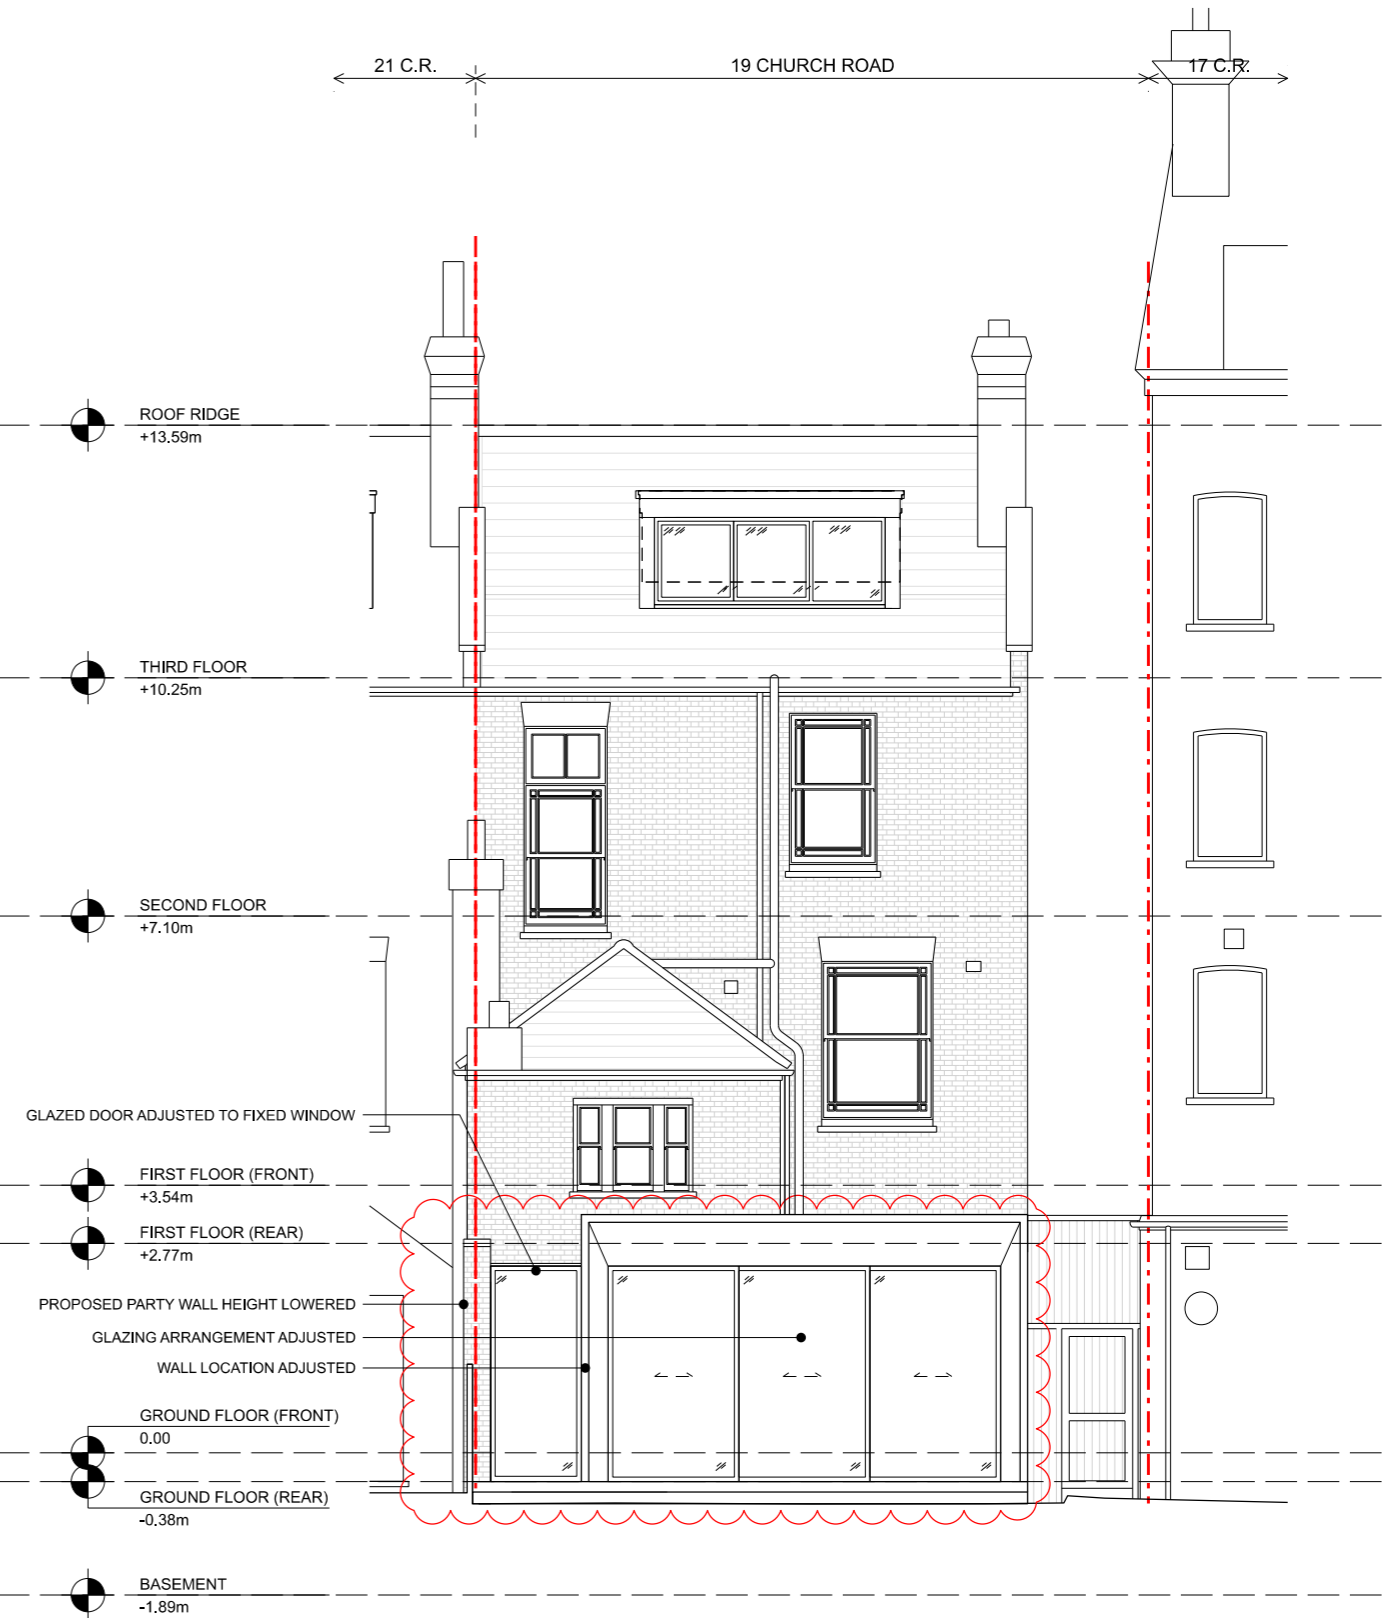 21 C.R.
19 CHURCH ROAD
17 C.R.
ROOF RIDGE
+13.59m
THIRD FLOOR
+10.25m
SECOND FLOOR
+7.10m
GLAZED DOOR ADJUSTED TO FIXED WINDOW
FIRST FLOOR (FRONT)
+3.54m
FIRST FLOOR (REAR)
+2.77m
PROPOSED PARTY WALL HEIGHT LOWERED
GLAZING ARRANGEMENT ADJUSTED
WALL LOCATION ADJUSTED
GROUND FLOOR (FRONT)
0.00
GROUND FLOOR (REAR)
-0.38m
BASEMENT
-1.89m